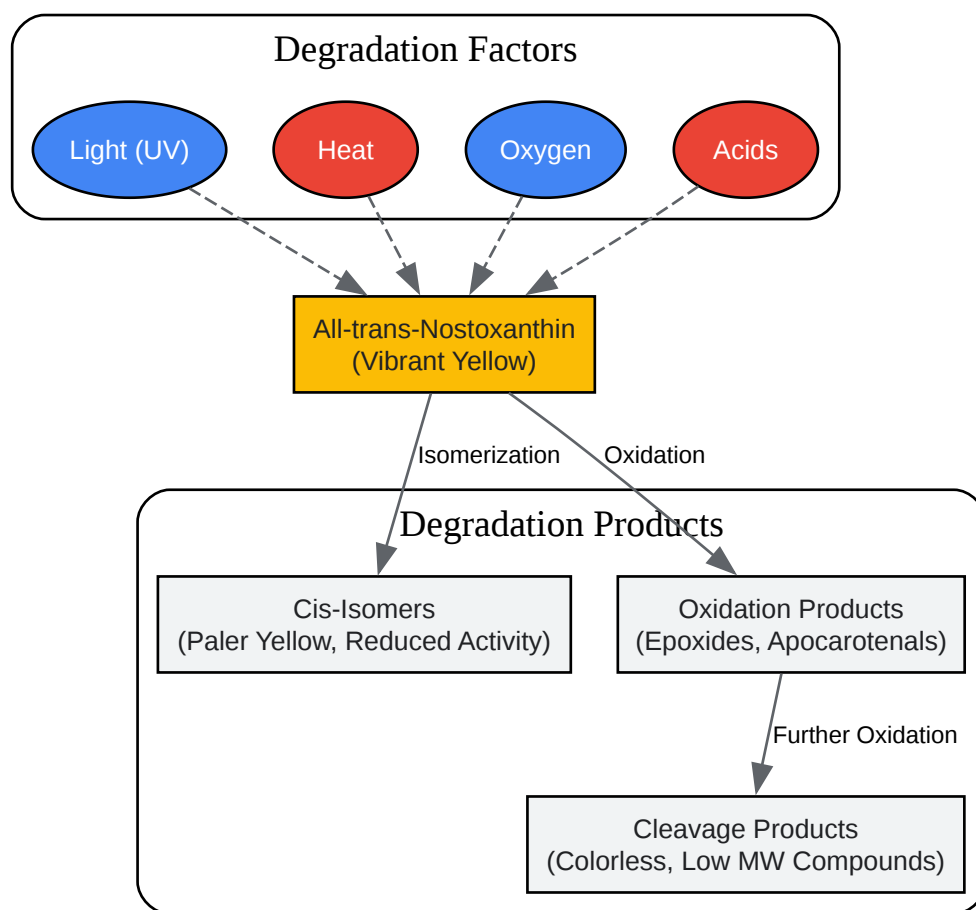 Degradation Factors
Light (UV)
Heat
Oxygen
Acids
All-trans-Nostoxanthin
(Vibrant Yellow)
Isomerization
Oxidation
Degradation Products
Cis-Isomers
(Paler Yellow, Reduced Activity)
Oxidation Products
(Epoxides, Apocarotenals)
Further Oxidation
Cleavage Products
(Colorless, Low MW Compounds)